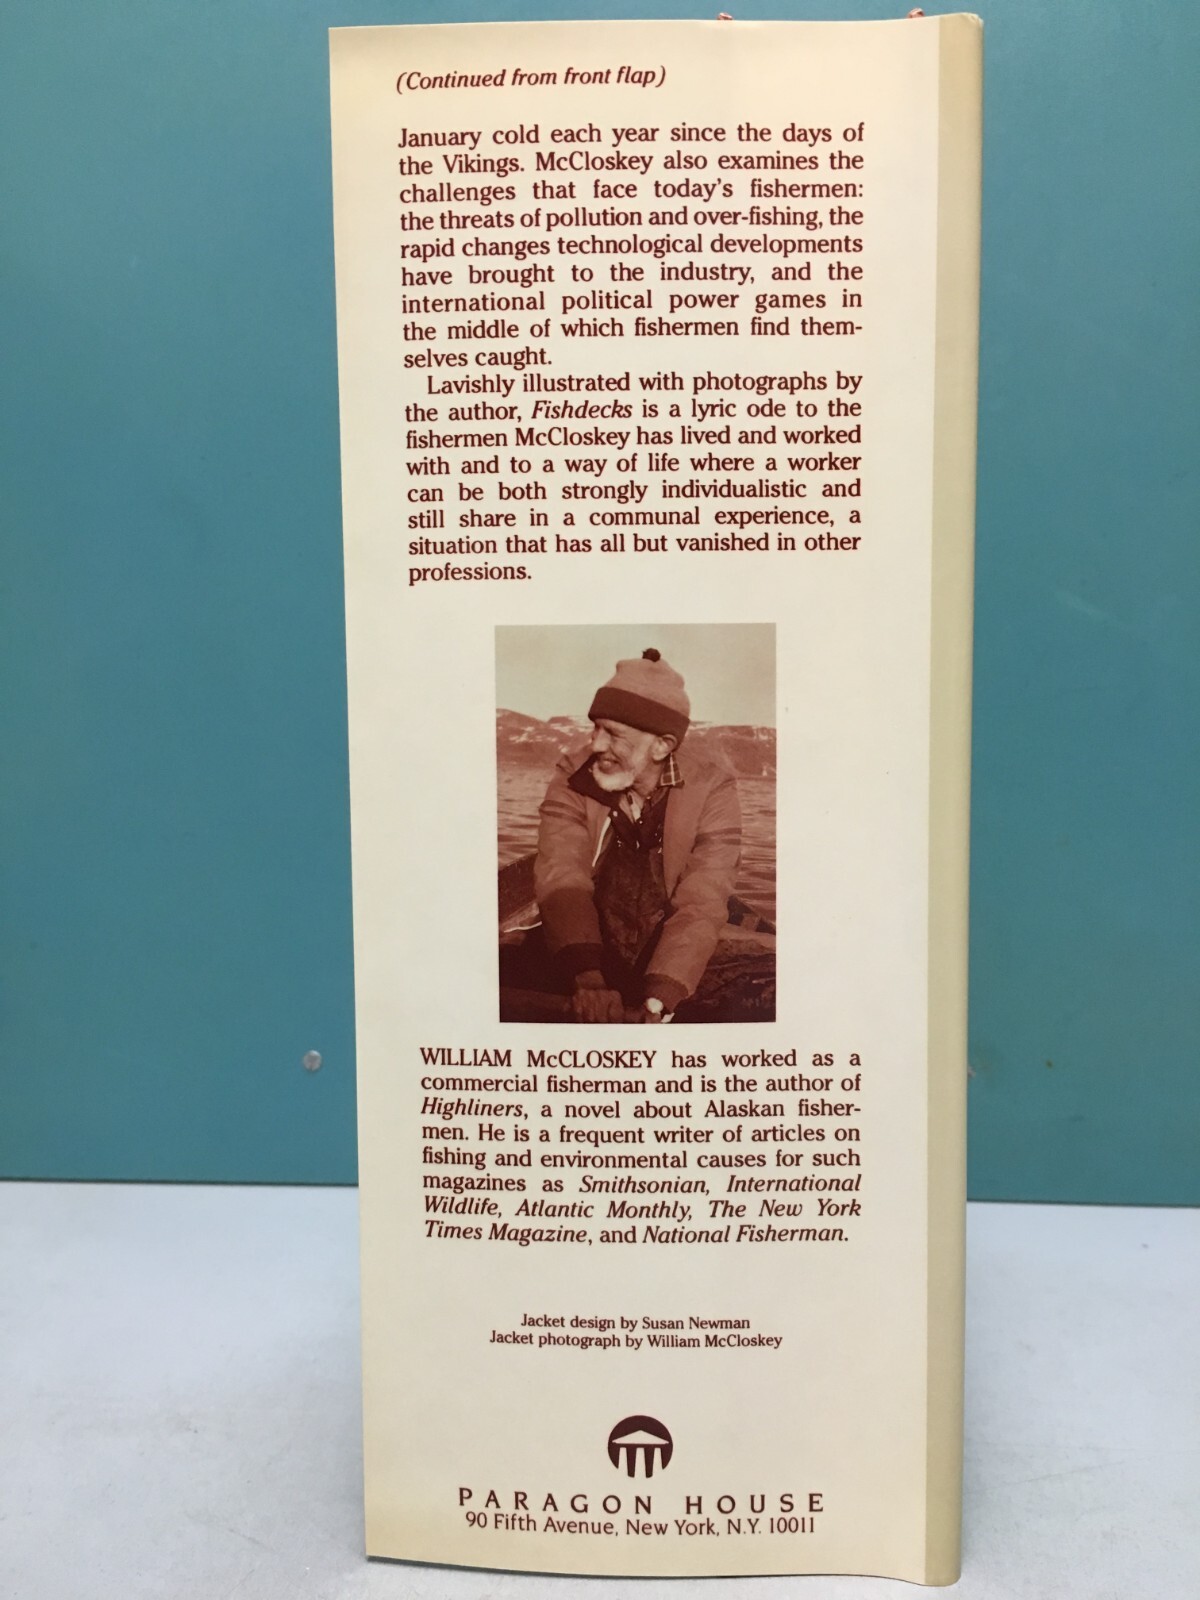 (Continued from front flap)
January cold each year since the days of
the Vikings. McCloskey also examines the
challenges that face today's fishermen:
the threats of pollution and over-fishing, the
rapid changes technological developments
have brought to the industry, and the
international political power games in
the middle of which fishermen find them-
selves caught.
Lavishly illustrated with photographs by
the author, Fishdecks is a lyric ode to the
fishermen McCloskey has lived and worked
with and to a way of life where a worker
can be both strongly individualistic and
still share in a communal experience, a
situation that has all but vanished in other
professions.
WILLIAM McCLOSKEY has worked as a
commercial fisherman and is the author of
Highliners, a novel about Alaskan fisher-
men. He is a frequent writer of articles on
fishing and environmental causes for such
magazines as Smithsonian, International
Wildlife, Atlantic Monthly, The New York
Times Magazine, and National Fisherman.
Jacket design by Susan Newman
Jacket photograph by William McCloskey
PARAGON HOUSE
90 Fifth Avenue, New York, N.Y. 10011